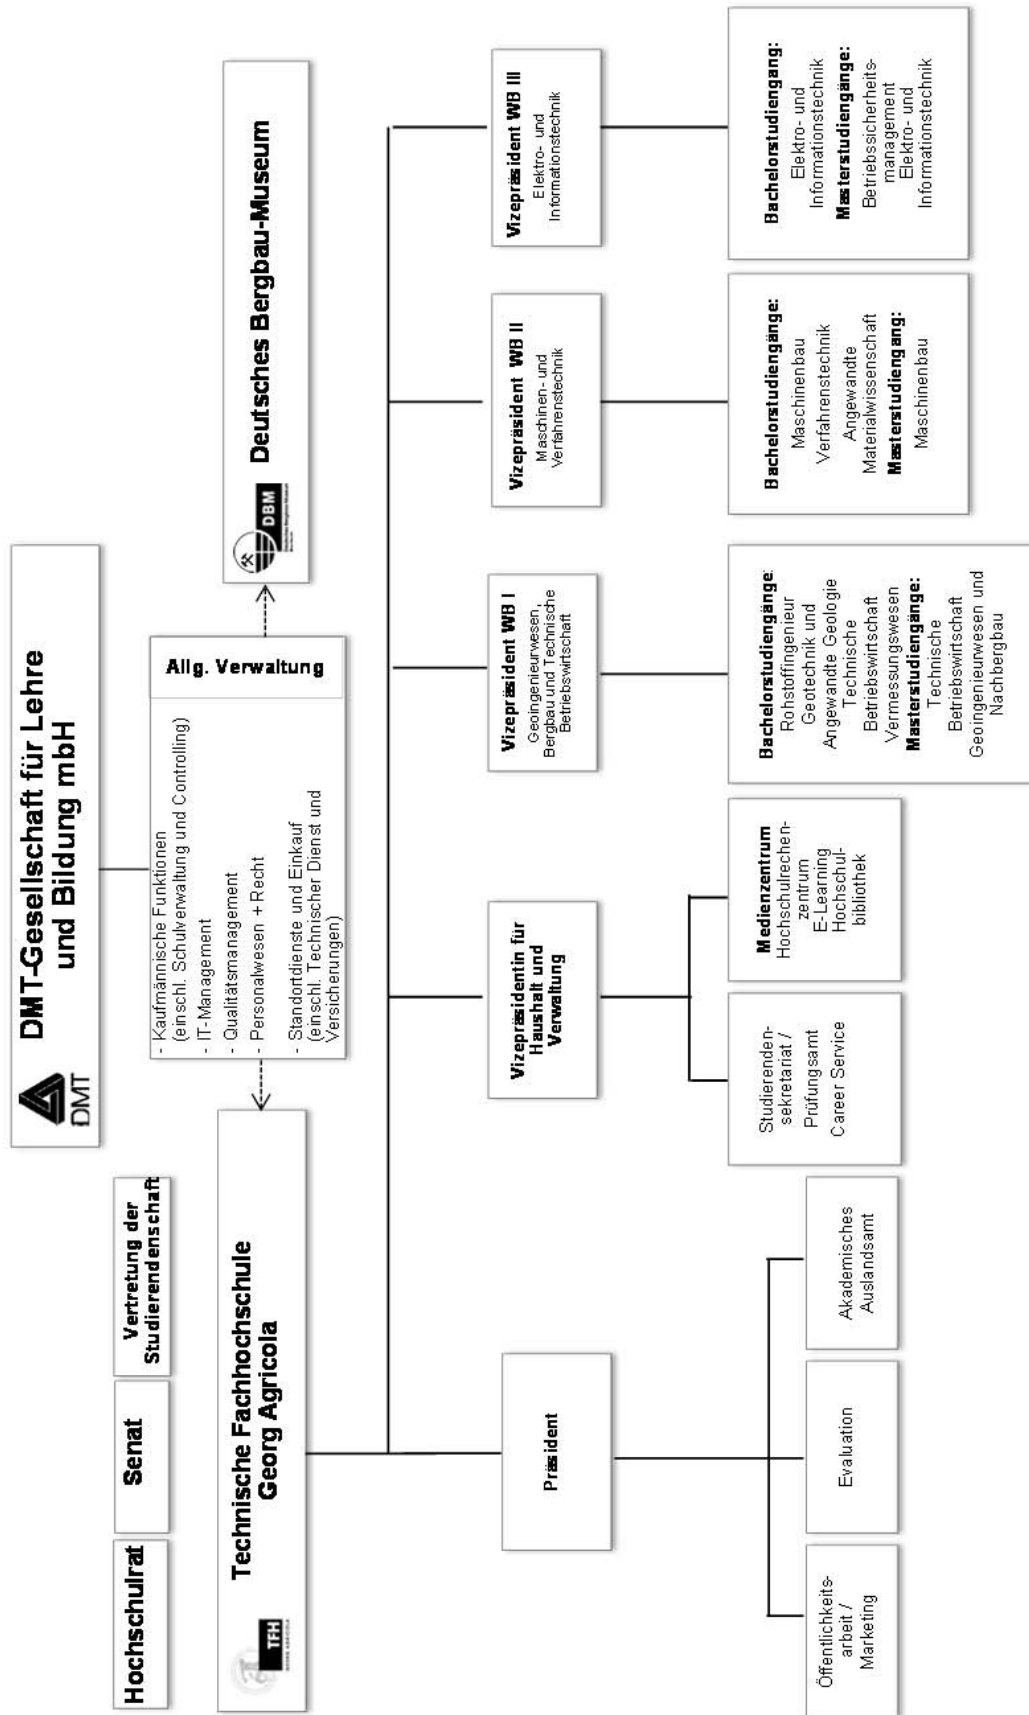 DMT-Gesellschaft für Lehre
und Bildung mbH
DMT
Hochschulrat
Senat
Vertretung der
Studierendenschaft
- Kaufmännische Funktionen
(einschl. Schulverwaltung und Controlling)
- IT-Management
- Qualitätsmanagement
- Personalwesen + Recht
- Standortdienste und Einkauf
(einschl. Technischer Dienst und
Versicherungen)
Allg. Verwaltung
TFH
GEORG AGRICOLA
Technische Fachhochschule
Georg Agricola
DBM
Deutsches Bergbau-Museum
Präsident
Vizepräsidentin für
Haushalt und
Verwaltung
Vizepräsident WB I
Geoingenieurwesen,
Bergbau und Technische
Betriebswirtschaft
Vizepräsident WB II
Maschinen- und
Verfahrenstechnik
Vizepräsident WB III
Elektro- und
Informationstechnik
Öffentlichkeits-
arbeit /
Marketing
Evaluation
Akademisches
Auslandsamt
Studierenden-
sekretariat /
Prüfungsamt
Career Service
Medienzentrum
Hochschulrechen-
zentrum
E-Learning
Hochschul-
bibliothek
Bachelorstudiengänge:
Rohstoffingenieur
Geotechnik und
Angewandte Geologie
Technische
Betriebswirtschaft
Vermessungswesen
Masterstudiengänge:
Technische
Betriebswirtschaft
Geoingenieurwesen und
Nachbergbau
Bachelorstudiengänge:
Maschinenbau
Verfahrenstechnik
Angewandte
Materialwissenschaft
Masterstudiengang:
Maschinenbau
Bachelorstudiengang:
Elektro- und
Informationstechnik
Masterstudiengänge:
Betriebssicherheits-
management
Elektro- und
Informationstechnik